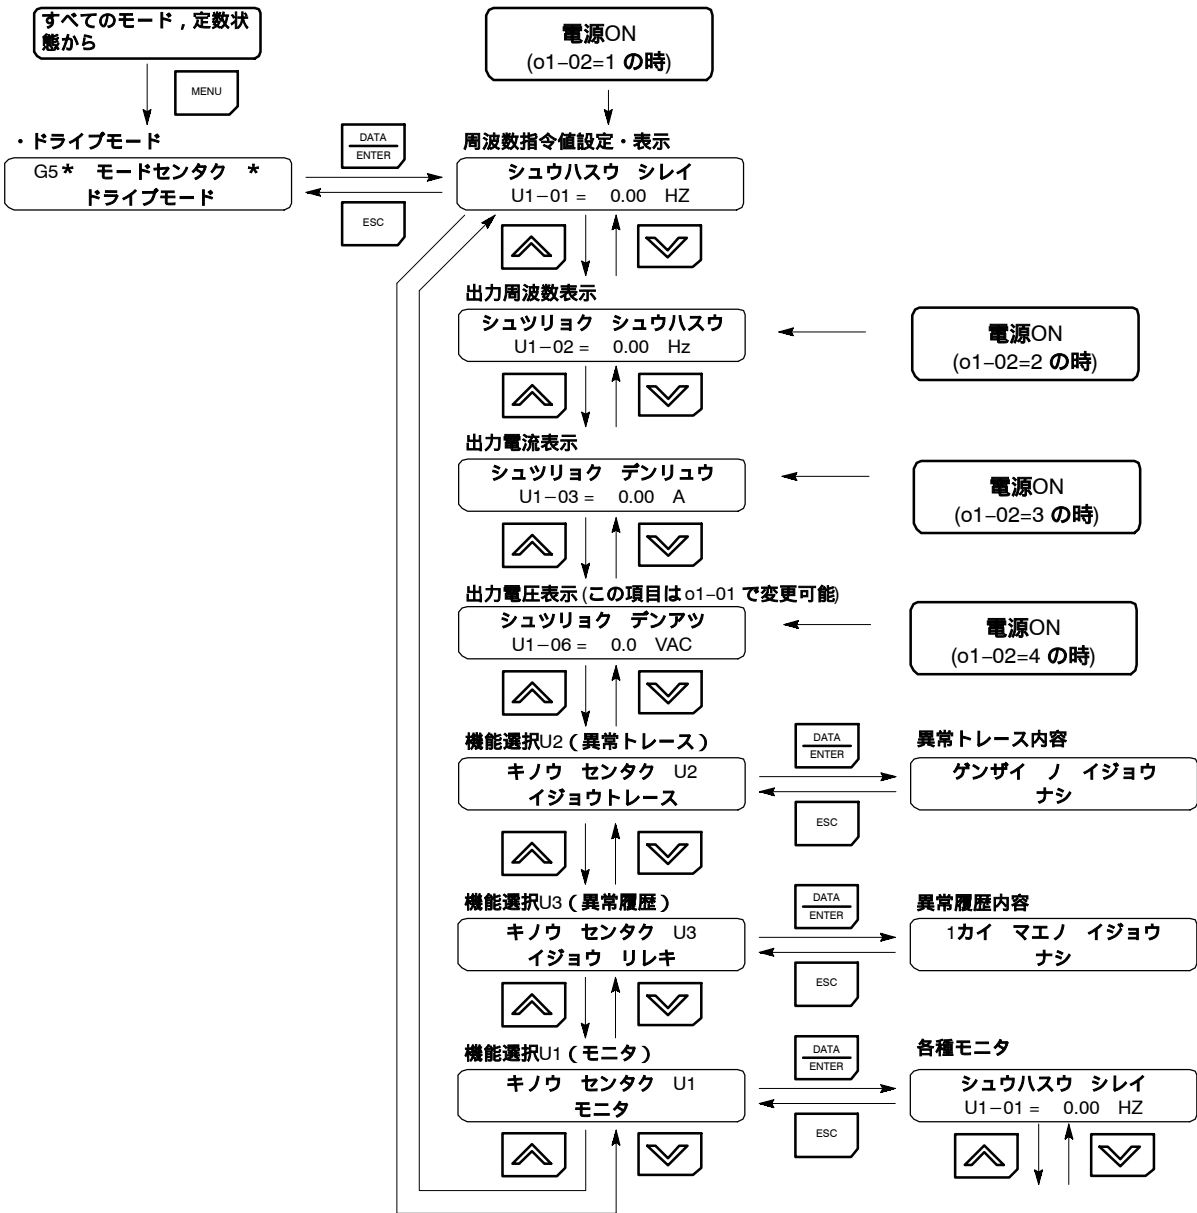 すべてのモード，定数状
態から
電源ON
(o1−02=1 の時)
MENU
・ドライブモード
G5* モードセンタク *
ドライブモード
DATA
ENTER
ESC
周波数指令値設定・表示
シュウハスウ シレイ
U1−01 = 0.00 HZ
出力周波数表示
シュツリョク シュウハスウ
U1−02 = 0.00 Hz
電源ON
(o1−02=2 の時)
出力電流表示
シュツリョク デンリュウ
U1−03 = 0.00 A
電源ON
(o1−02=3 の時)
出力電圧表示 (この項目は o1−01 で変更可能)
シュツリョク デンアツ
U1−06 = 0.0 VAC
電源ON
(o1−02=4 の時)
機能選択U2（異常トレース）
キノウ センタク U2
イジョウトレース
DATA
ENTER
ESC
異常トレース内容
ゲンザイ ノ イジョウ
ナシ
機能選択U3（異常履歴）
キノウ センタク U3
イジョウ リレキ
DATA
ENTER
ESC
異常履歴内容
1カイ マエノ イジョウ
ナシ
機能選択U1（モニタ）
キノウ センタク U1
モニタ
DATA
ENTER
ESC
各種モニタ
シュウハスウ シレイ
U1−01 = 0.00 HZ